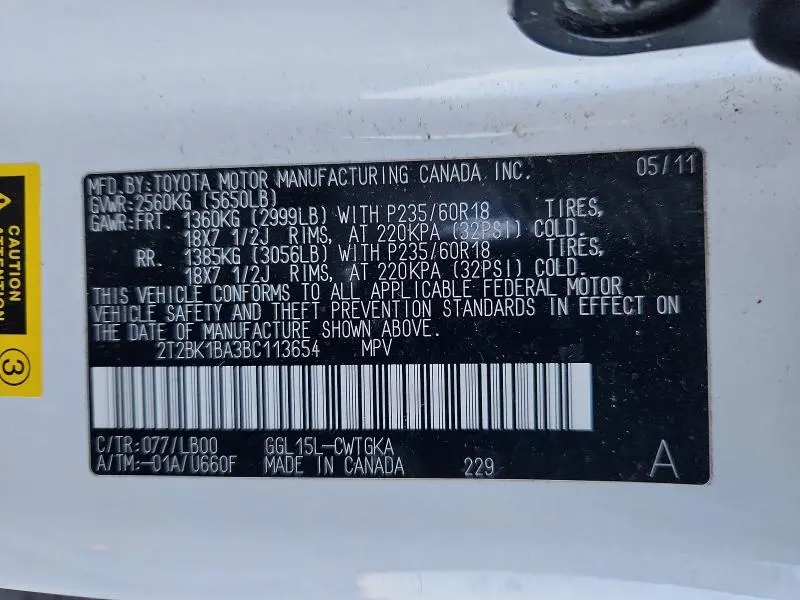 MFD.BY:TOYOTA MOTOR MANUFACTURING CANADA INC. 05/11
GVWR:2560KG (5650LB)
GAWR:FRT. 1360KG (2999LB) WITH P235/60R18 TIRES,
18X7 1/2J RIMS, AT 220KPA (32PSI) COLD.
RR. 1385KG (3056LB) WITH P235/60R18 TIRES,
18X7 1/2J RIMS, AT 220KPA (32PSI) COLD.
THIS VEHICLE CONFORMS TO ALL APPLICABLE FEDERAL MOTOR
VEHICLE SAFETY AND THEFT PREVENTION STANDARDS IN EFFECT ON
THE DATE OF MANUFACTURE SHOWN ABOVE.
2T2BK1BA3BC113654 MPV
C/TR:077/LB00 GGL15L-CWTGKA
A/TM:-01A/U660F MADE IN CANADA 229 A
CAUTION
ATTENTION
3